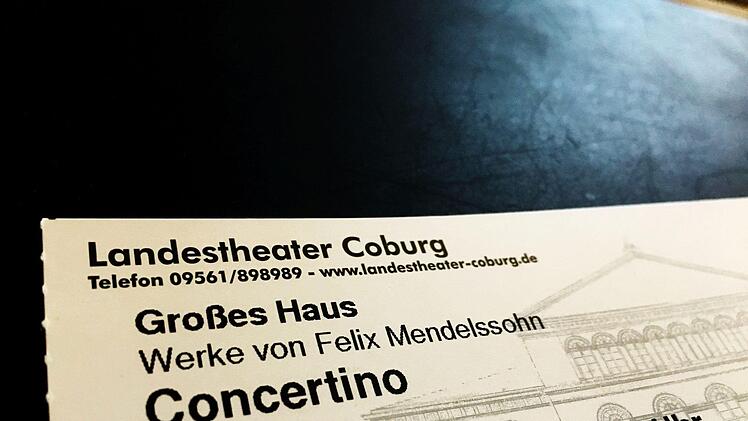 Landestheater Coburg
Telefon 09561/898989 - www.landestheater-coburg.de
Großes Haus
Werke von Felix Mendelssohn
Concertino